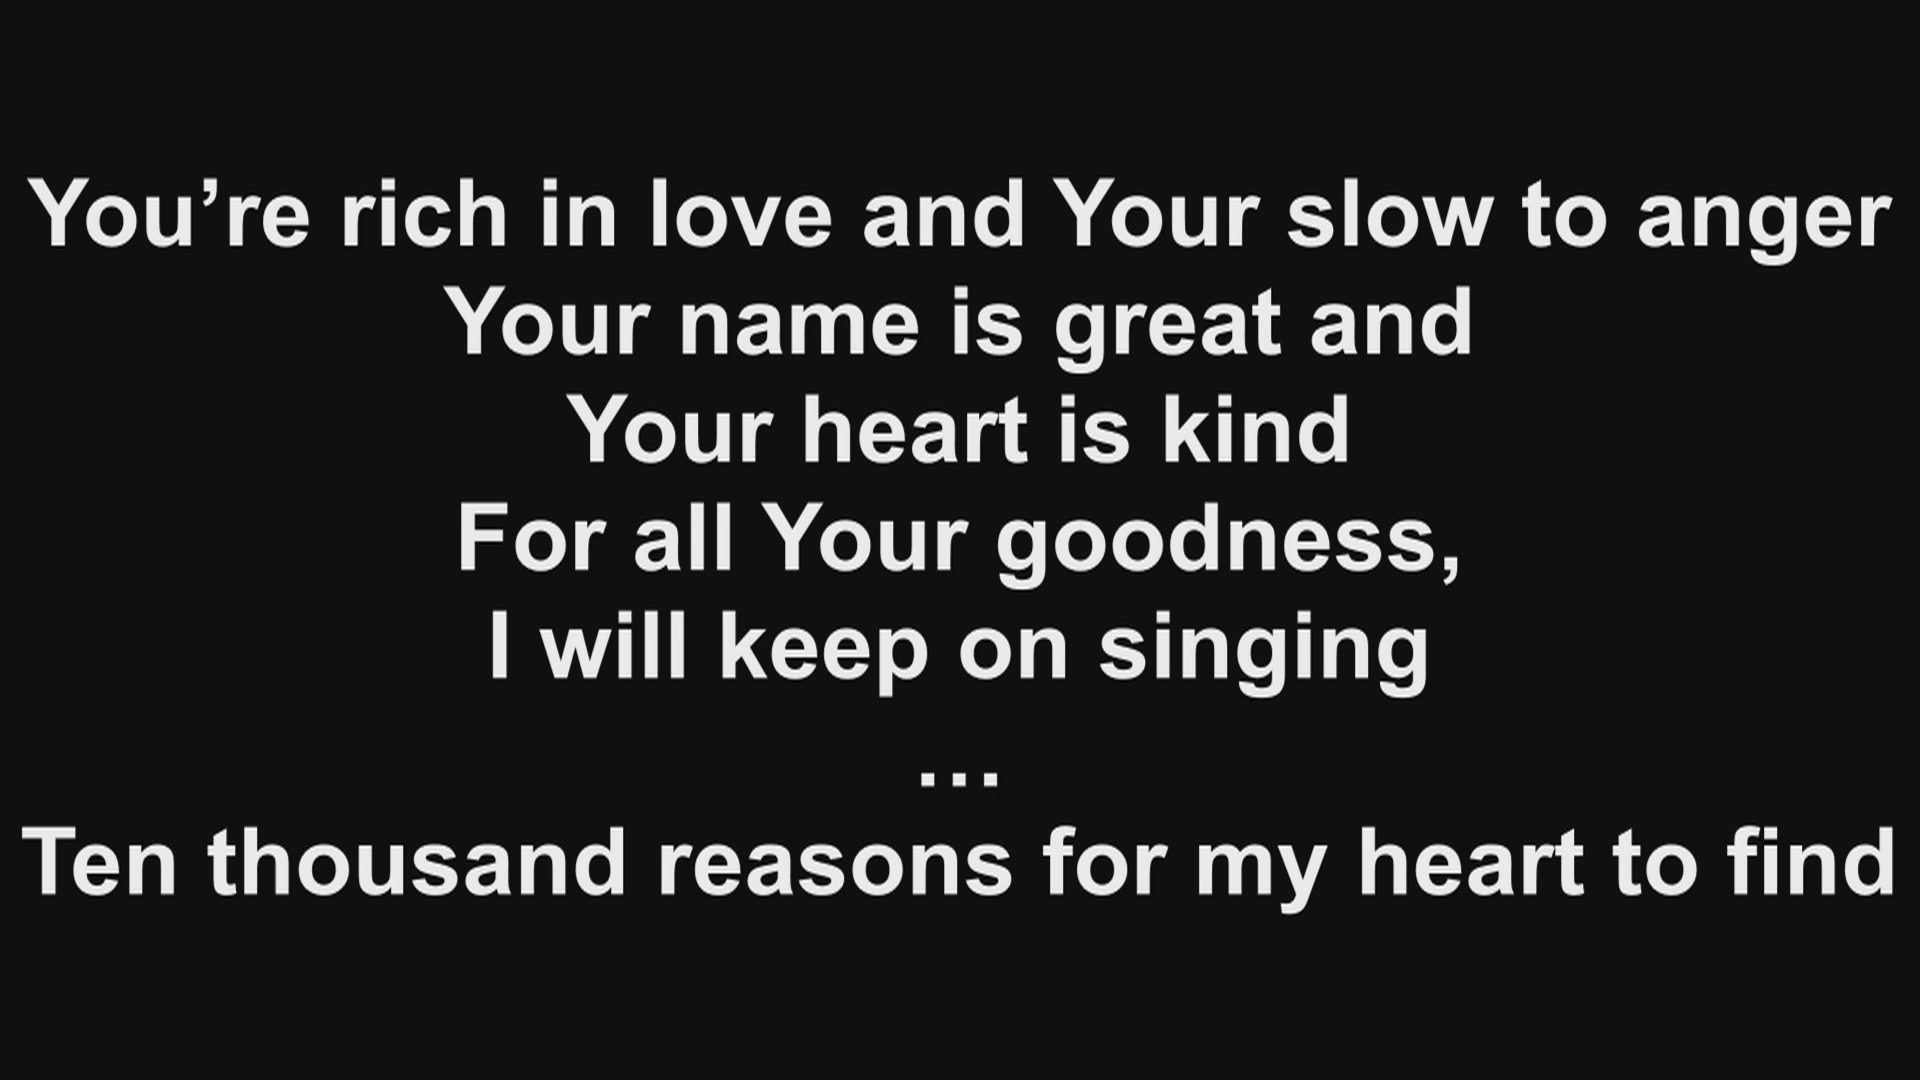 You’re rich in love and Your slow to anger
Your name is great and
Your heart is kind
For all Your goodness,
I will keep on singing
…
Ten thousand reasons for my heart to find